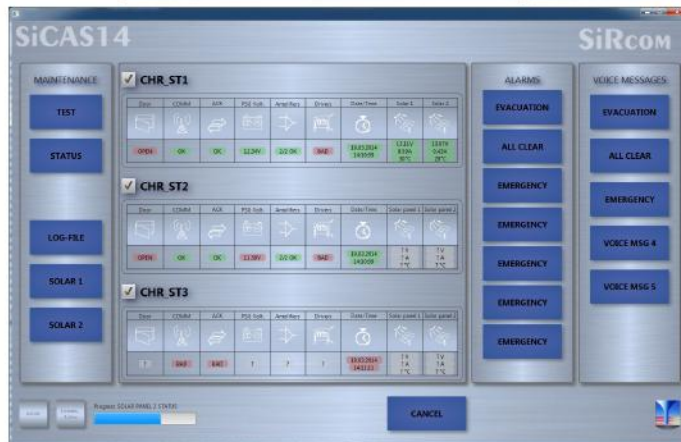 SiCAS14
SiRCOM
MAINTENANCE
TEST
STATUS
LOG-FILE
SOLAR 1
SOLAR 2
CHR_ST1
Door COMM ACK PSU Volt. Amplifiers Drivers Date/Time Solar 1 Solar 2
OPEN OK OK 2/2 OK BAD
CHR_ST2
Door COMM ACK PSU Volt. Amplifiers Drivers Date/Time Solar panel 1 Solar panel 2
OPEN OK OK 2/2 OK BAD
? V ? V
? A ? A
? °C ? °C
CHR_ST3
Door COMM ACK PSU Volt. Amplifiers Drivers Date/Time Solar panel 1 Solar panel 2
? BAD BAD ? ? ?
? V ? V
? A ? A
? °C ? °C
ALARMS
EVACUATION
ALL CLEAR
EMERGENCY
EMERGENCY
EMERGENCY
EMERGENCY
EMERGENCY
VOICE MESSAGES
EVACUATION
ALL CLEAR
EMERGENCY
VOICE MSG 4
VOICE MSG 5
Progress: SOLAR PANEL 2 STATUS
CANCEL